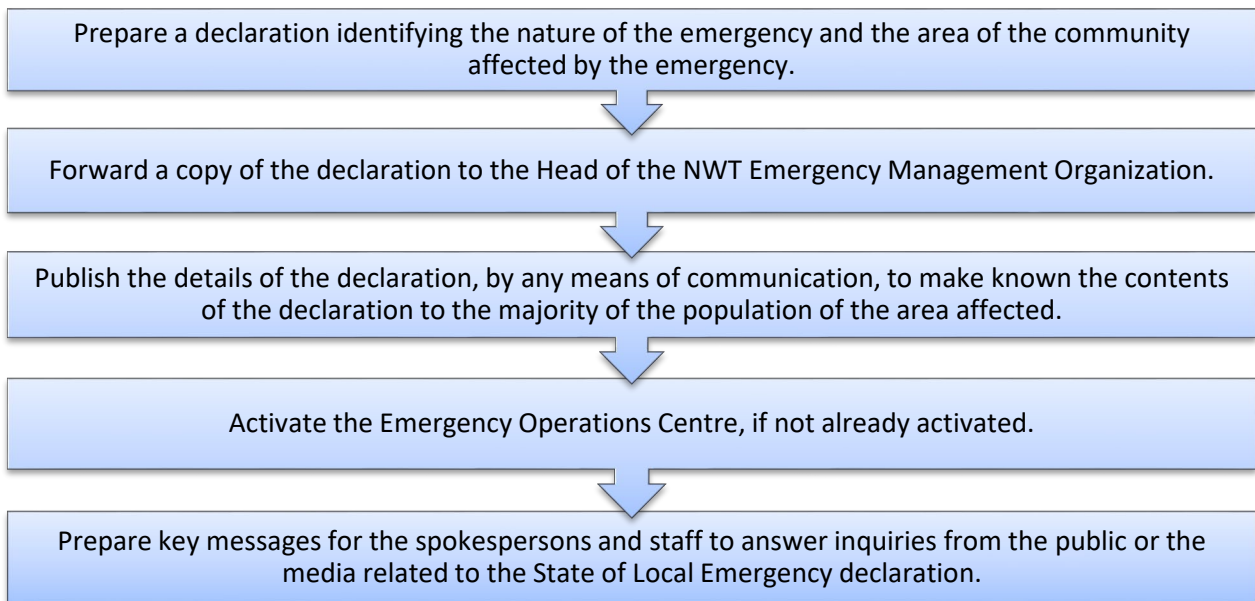 Prepare a declaration identifying the nature of the emergency and the area of the community
affected by the emergency.
Forward a copy of the declaration to the Head of the NWT Emergency Management Organization.
Publish the details of the declaration, by any means of communication, to make known the contents
of the declaration to the majority of the population of the area affected.
Activate the Emergency Operations Centre, if not already activated.
Prepare key messages for the spokespersons and staff to answer inquiries from the public or the
media related to the State of Local Emergency declaration.